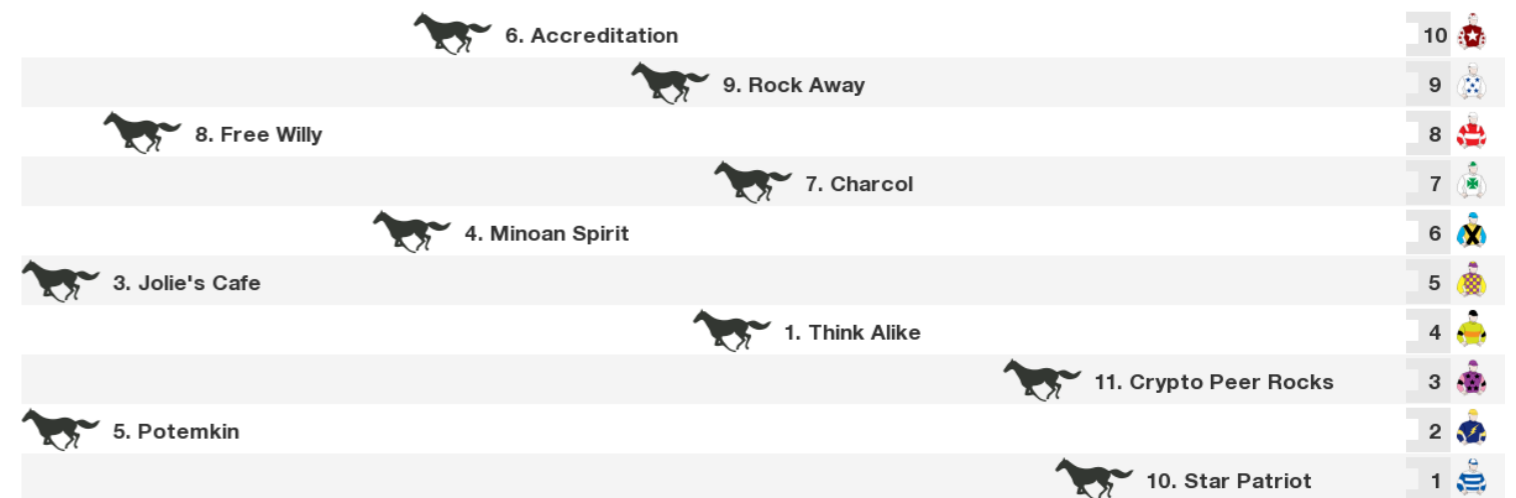 6. Accreditation 10
9. Rock Away 9
8. Free Willy 8
7. Charcol 7
4. Minoan Spirit 6
3. Jolie's Cafe 5
1. Think Alike 4
11. Crypto Peer Rocks 3
5. Potemkin 2
10. Star Patriot 1